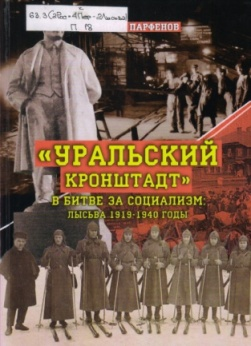 ПАРФЕНОВ
«УРАЛЬСКИЙ
КРОНШТАДТ»
В БИТВЕ ЗА СОЦИАЛИЗМ:
ЛЫСЬВА 1919-1940 ГОДЫ